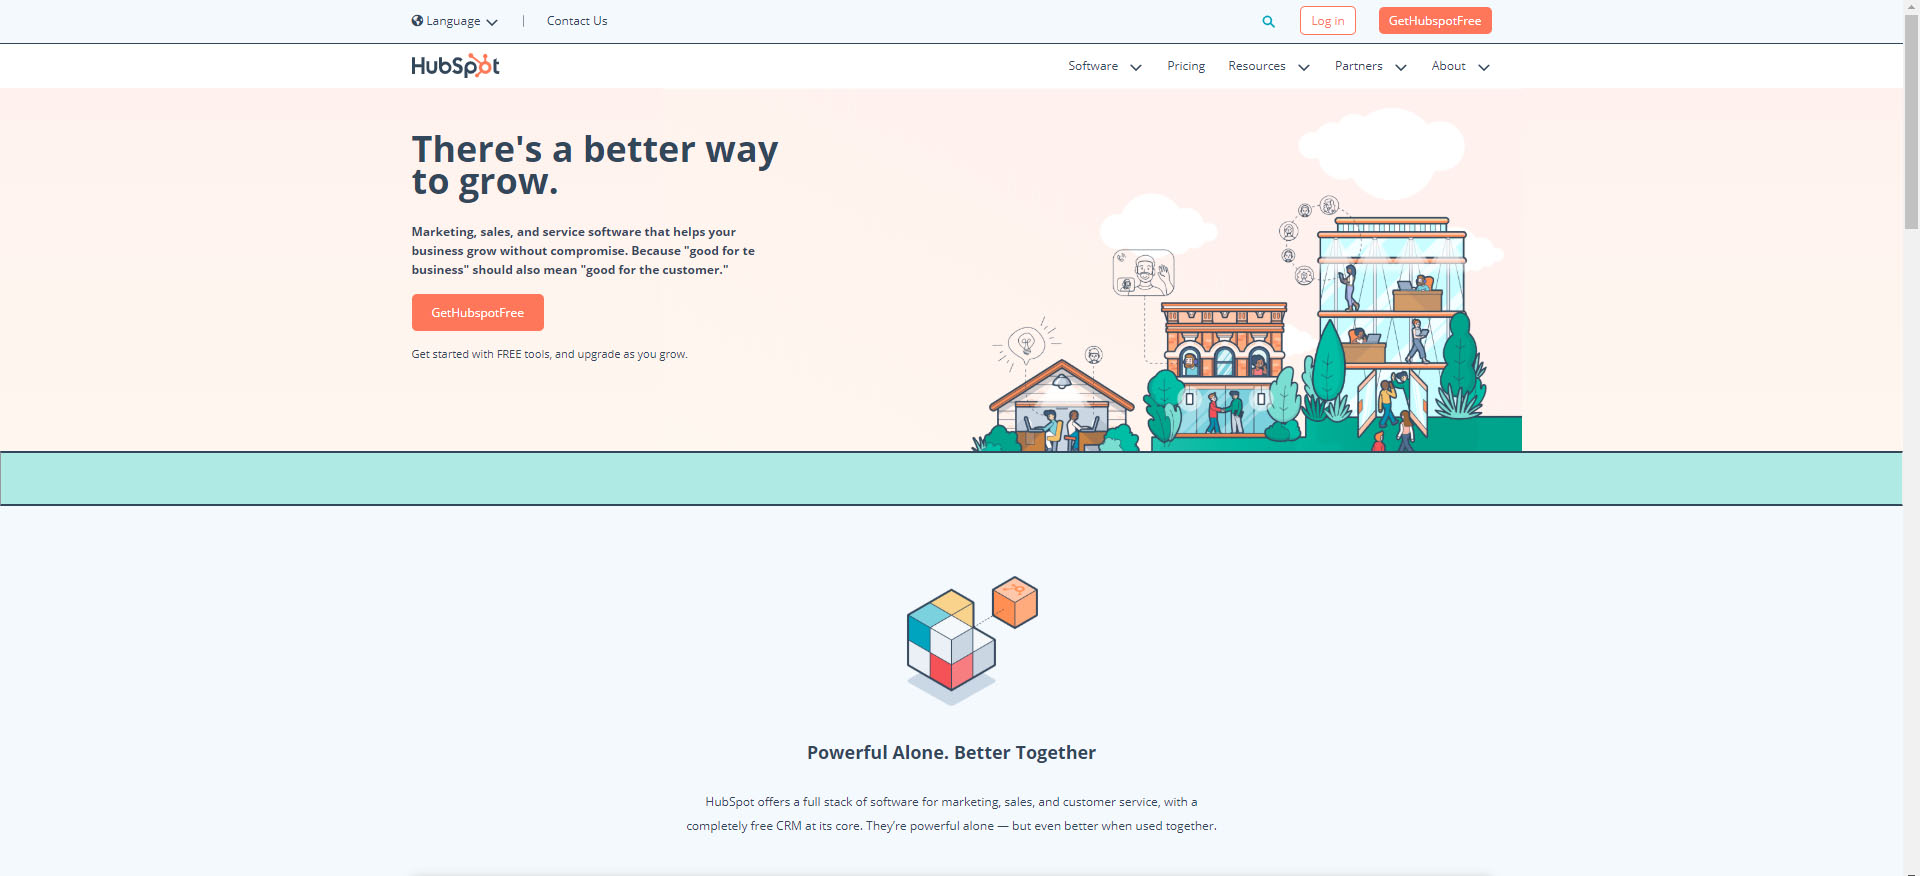 Language | Contact Us
Log in
GetHubspotFree
HubSpot
Software
Pricing
Resources
Partners
About
There's a better way
to grow.
Marketing, sales, and service software that helps your
business grow without compromise. Because "good for te
business" should also mean "good for the customer."
GetHubspotFree
Get started with FREE tools, and upgrade as you grow.
Powerful Alone. Better Together
HubSpot offers a full stack of software for marketing, sales, and customer service, with a
completely free CRM at its core. They're powerful alone — but even better when used together.